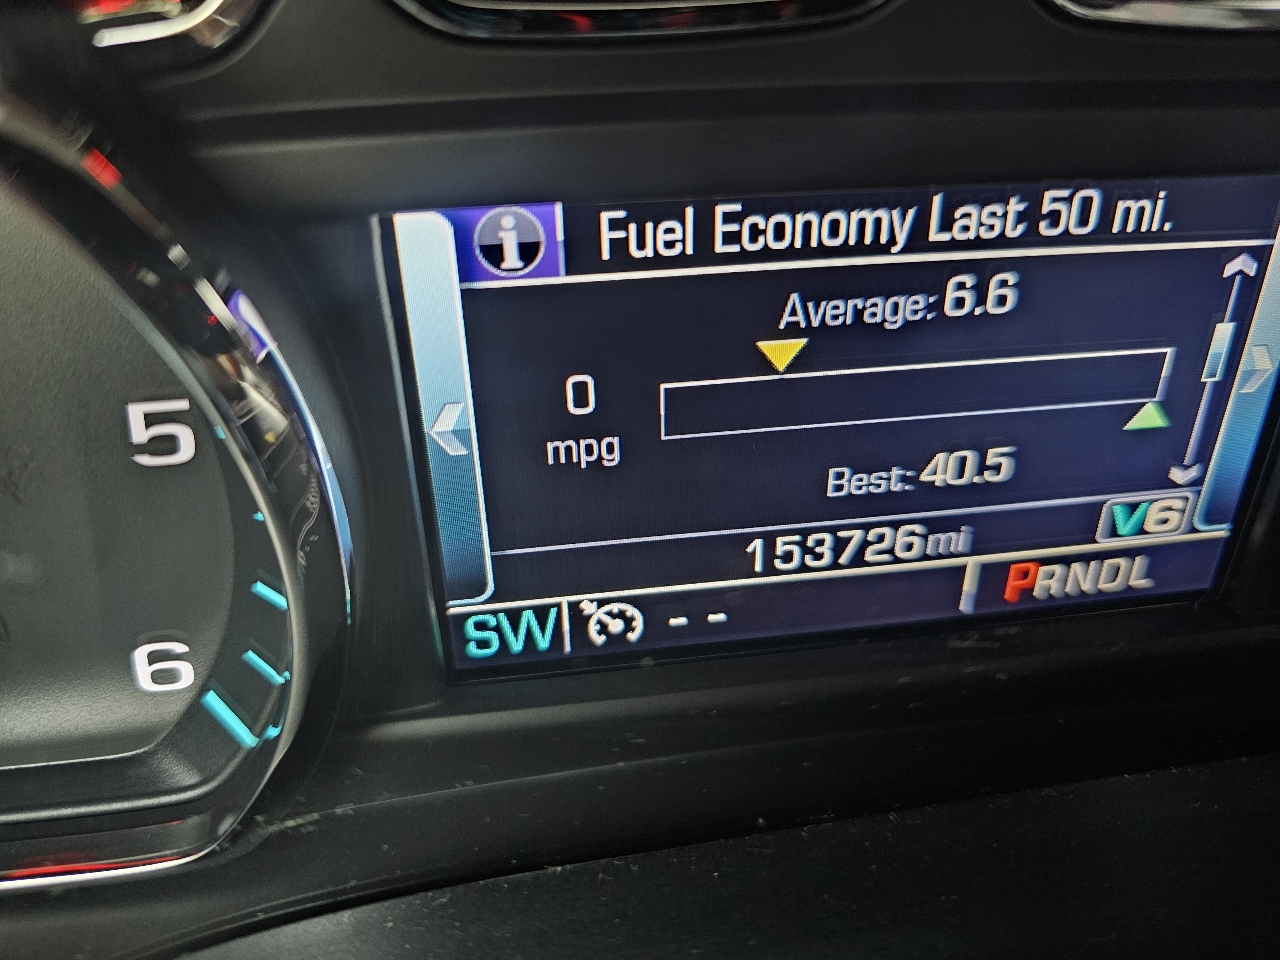 Fuel Economy Last 50 mi.
Average: 6.6
0
mpg
Best: 40.5
V6
153726mi
PRNDL
SW
- -
5
6